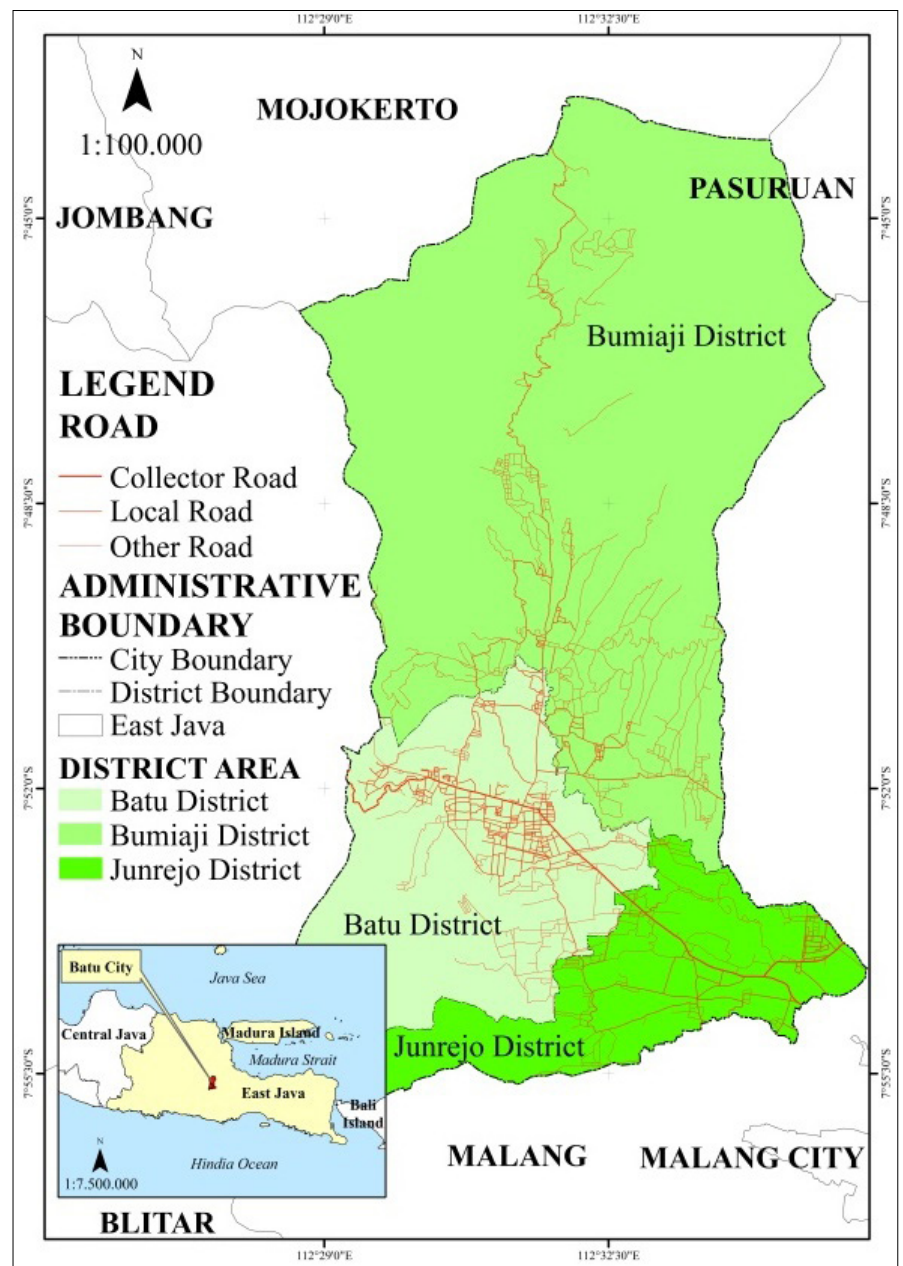 112°29'0"E
112°32'30"E
N
1:100.000
MOJOKERTO
PASURUAN
JOMBANG
7°45'0"S
7°45'0"S
Bumiaji District
LEGEND
ROAD
Collector Road
Local Road
Other Road
7°48'30"S
7°48'30"S
ADMINISTRATIVE
BOUNDARY
City Boundary
District Boundary
East Java
DISTRICT AREA
Batu District
Bumiaji District
Junrejo District
7°52'0"S
7°52'0"S
Batu District
Junrejo District
Batu City
Java Sea
Central Java
Madura Island
Madura Strait
East Java
Bali
Island
Hindia Ocean
N
1:7.500.000
7°55'30"S
7°55'30"S
MALANG
MALANG CITY
BLITAR
112°29'0"E
112°32'30"E